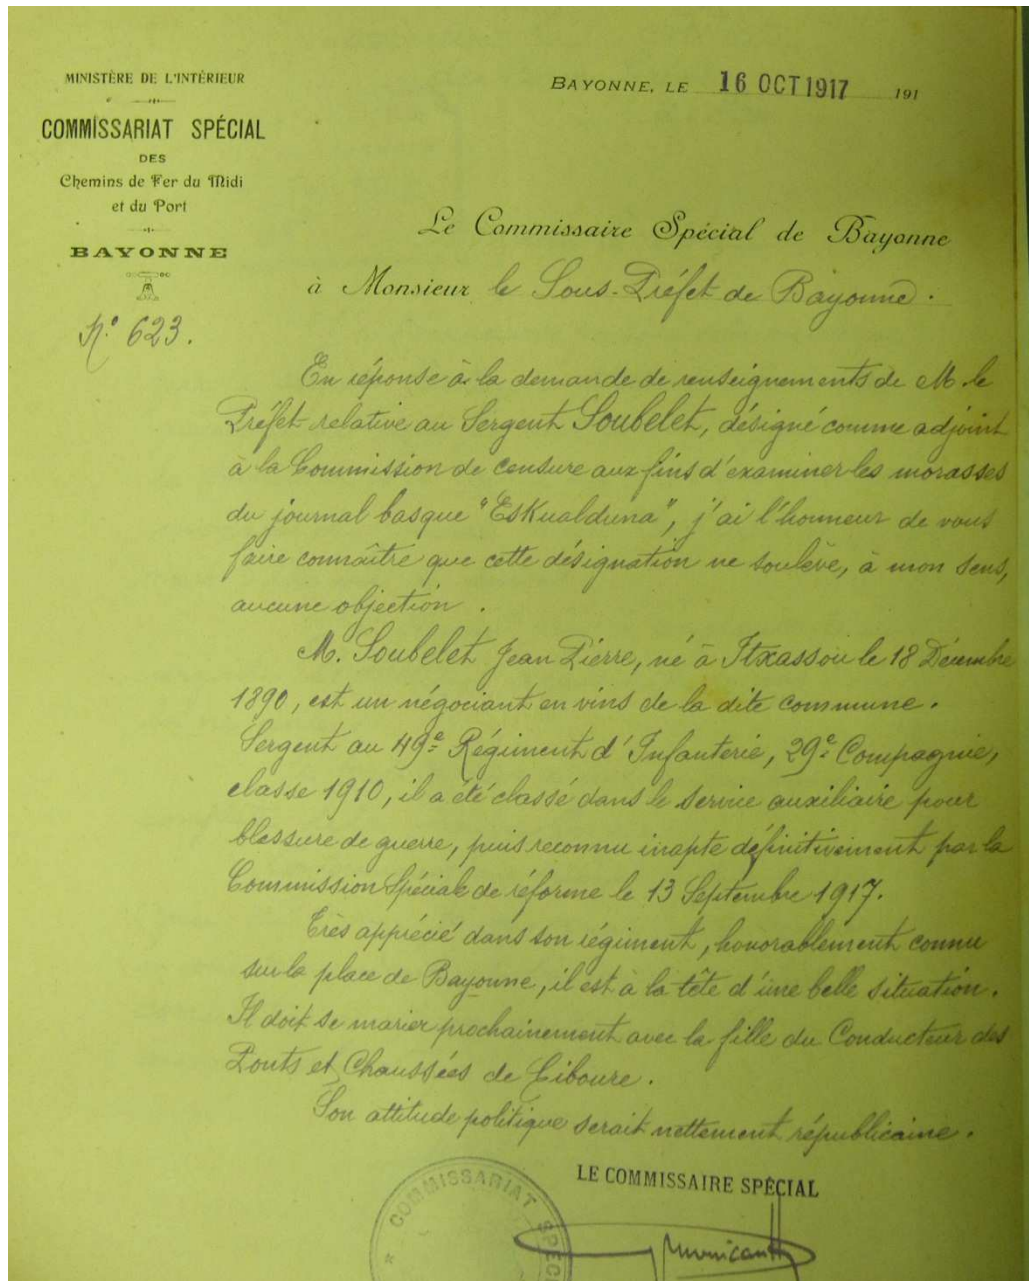 MINISTÈRE DE L'INTÉRIEUR
COMMISSARIAT SPÉCIAL
DES
Chemins de Fer du Midi
et du Port
BAYONNE
N° 623.
BAYONNE, LE 16 OCT 1917 191
Le Commissaire Spécial de Bayonne
à Monsieur le Sous-Préfet de Bayonne.
En réponse à la demande de renseignements de M. le
Préfet relative au Sergent Soubelet, désigné comme adjoint
à la Commission de censure aux fins d'examiner les morasses
du journal basque "Eskualduna", j'ai l'honneur de vous
faire connaître que cette désignation ne soulève, à mon sens,
aucune objection.
M. Soubelet Jean Pierre, né à Itxassou le 18 Décembre
1890, est un négociant en vins de la dite commune.
Sergent au 49e Régiment d'Infanterie, 29e Compagnie,
classe 1910, il a été classé dans le service auxiliaire pour
blessure de guerre, puis reconnu inapte définitivement par la
Commission Spéciale de réforme le 13 Septembre 1917.
Très apprécié dans son régiment, honorablement connu
sur la place de Bayonne, il est à la tête d'une belle situation.
Il doit se marier prochainement avec la fille du Conducteur des
Ponts et Chaussées de Ciboure.
Son attitude politique serait nettement républicaine.
LE COMMISSAIRE SPÉCIAL
COMMISSARIAT SPÉC